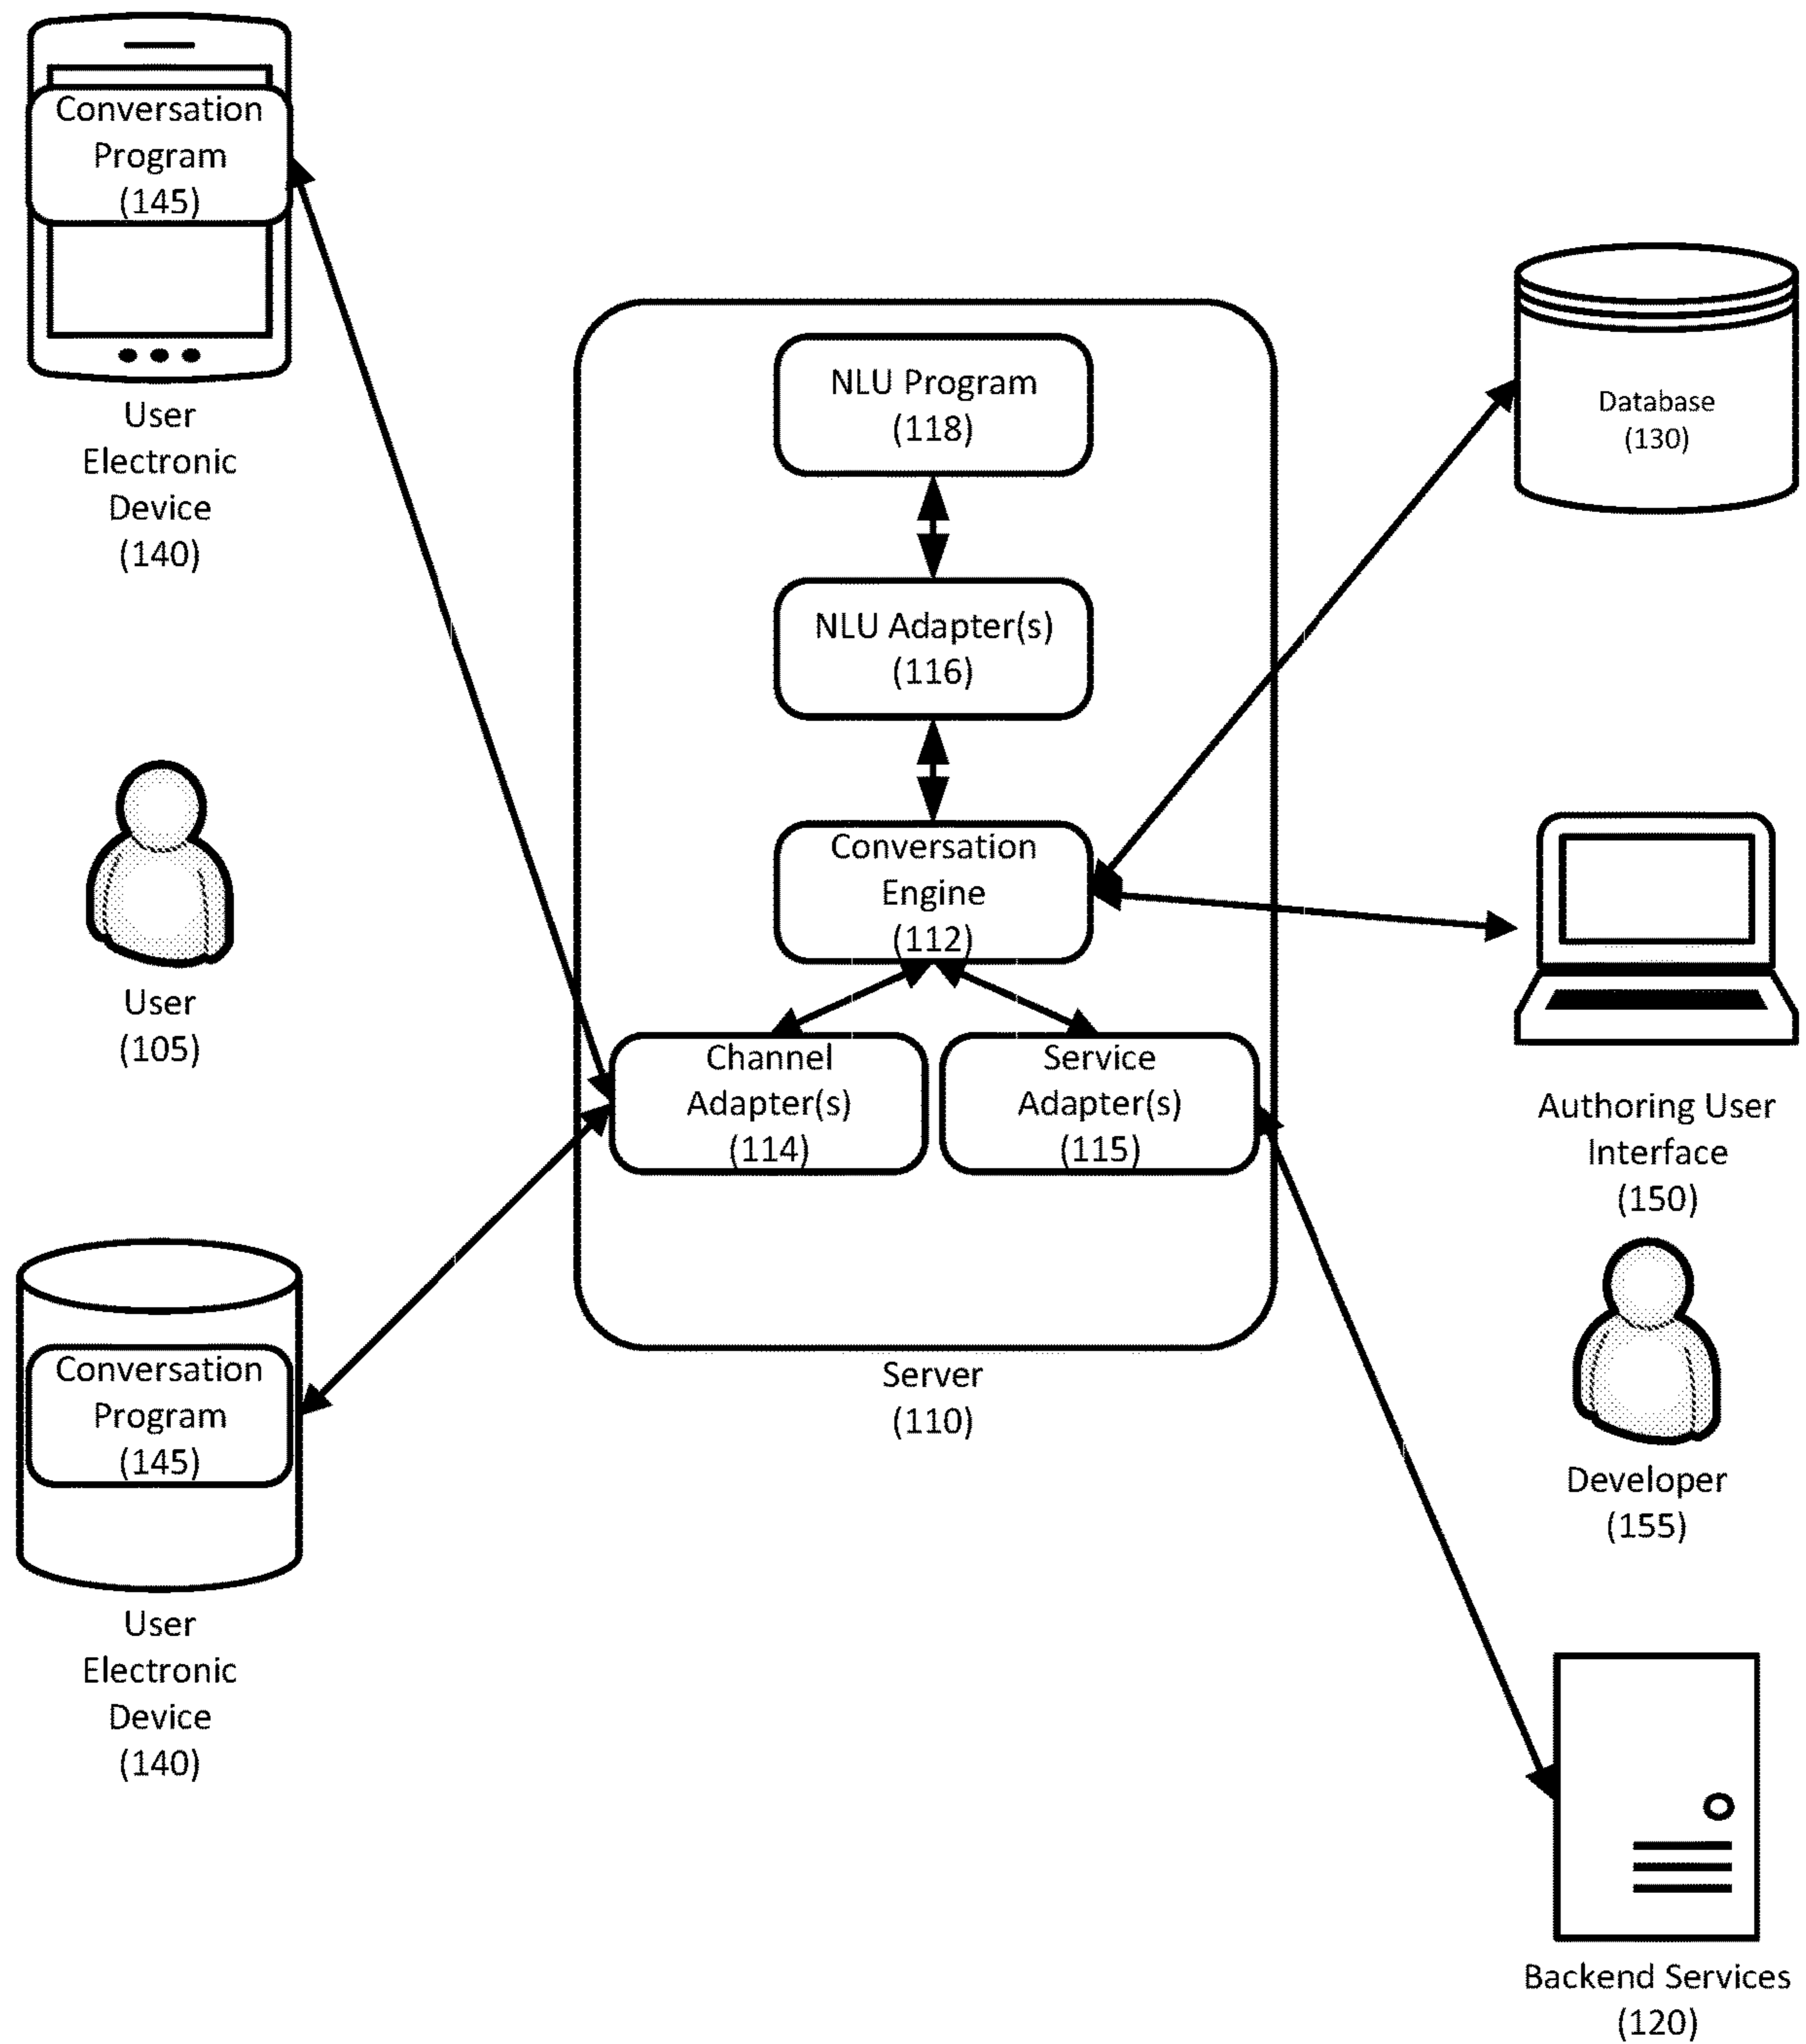 Conversation
Program
(145)
User
Electronic
Device
(140)
User
(105)
Conversation
Program
(145)
User
Electronic
Device
(140)
NLU Program
(118)
NLU Adapter(s)
(116)
Conversation
Engine
(112)
Channel
Adapter(s)
(114)
Service
Adapter(s)
(115)
Server
(110)
Database
(130)
Authoring User
Interface
(150)
Developer
(155)
Backend Services
(120)